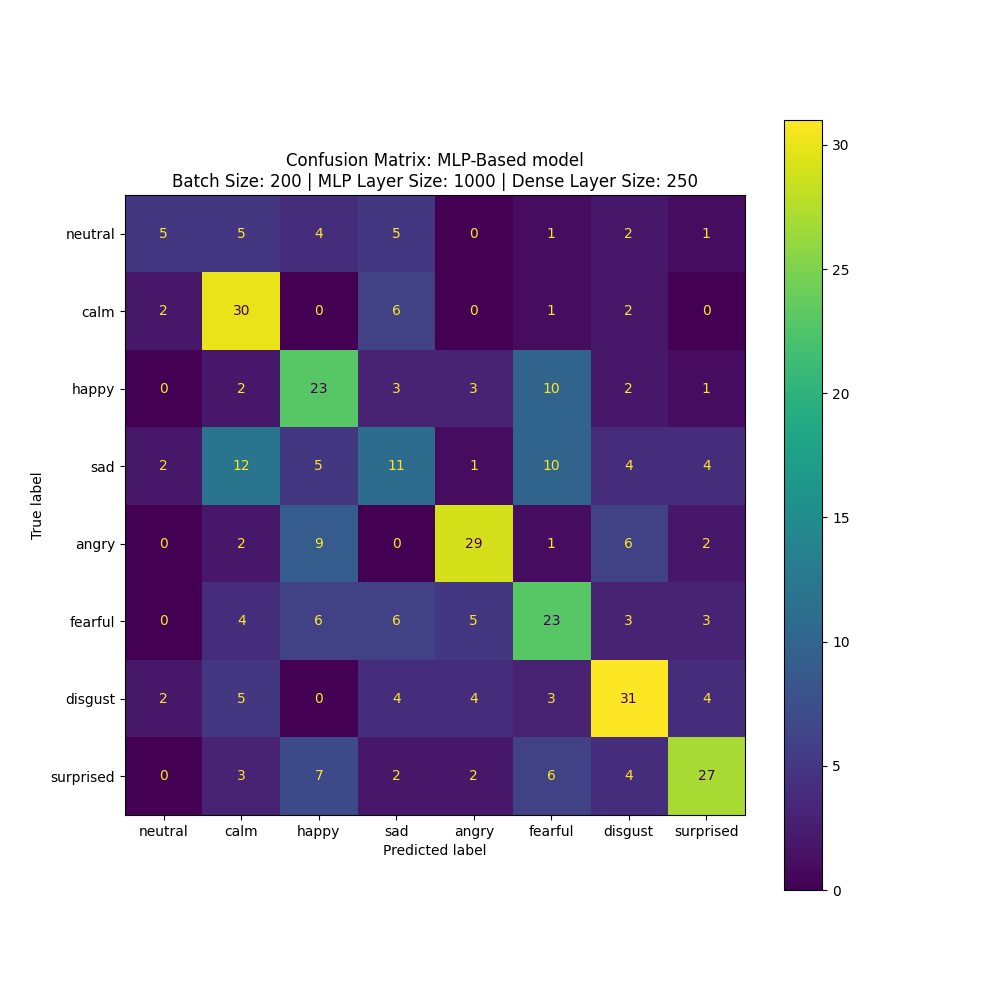 Confusion Matrix: MLP-Based model
Batch Size: 200 | MLP Layer Size: 1000 | Dense Layer Size: 250
True label
neutral 5 5 4 5 0 1 2 1
calm 2 30 0 6 0 1 2 0
happy 0 2 23 3 3 10 2 1
sad 2 12 5 11 1 10 4 4
angry 0 2 9 0 29 1 6 2
fearful 0 4 6 6 5 23 3 3
disgust 2 5 0 4 4 3 31 4
surprised 0 3 7 2 2 6 4 27
neutral calm happy sad angry fearful disgust surprised
Predicted label
30
25
20
15
10
5
0